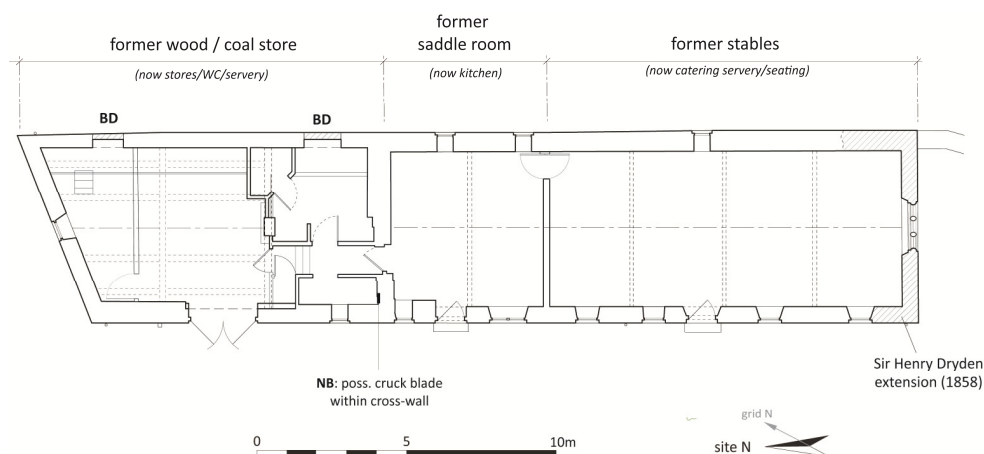 former wood / coal store
(now stores/WC/servery)
former
saddle room
(now kitchen)
former stables
(now catering servery/seating)
BD
BD
NB: poss. cruck blade
within cross-wall
Sir Henry Dryden
extension (1858)
grid N
site N
0
5
10m